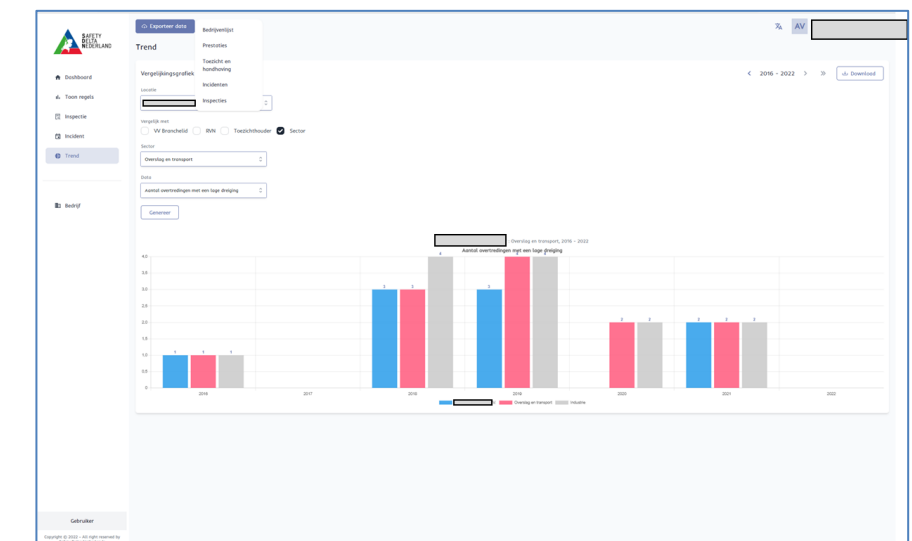 SAFETY
DELTA
NEDERLAND
Dashboard
Toon regels
Inspectie
Incident
Trend
Bedrijf
Gebruiker
Copyright © 2022 - All right reserved by
Exporteer data
Bedrijvenlijst
Prestaties
Toezicht en
handhaving
Incidenten
Inspecties
AV
Trend
Vergelijkingsgrafiek
2016 - 2022
Download
Locatie
Vergelijk met
VV Branchelid
RVN
Toezichthouder
Sector
Sector
Overslag en transport
Data
Aantal overtredingen met een lage dreiging
Genereer
Overslag en transport, 2016 - 2022
Aantal overtredingen met een lage dreiging
4,0
3,5
3,0
2,5
2,0
1,5
1,0
0,5
0
1 1 1
3 3 4
3 4 4
2 2
2 2 2
2016 2017 2018 2019 2020 2021 2022
Overslag en transport
Industrie